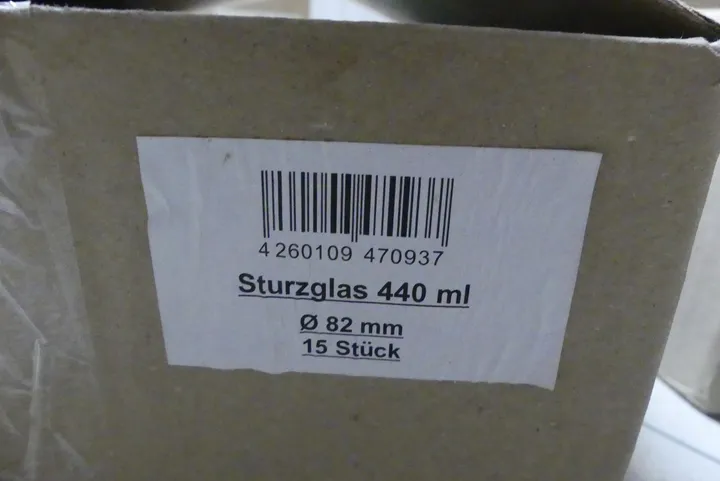 4 260109 470937
Sturzglas 440 ml
Ø 82 mm
15 Stück